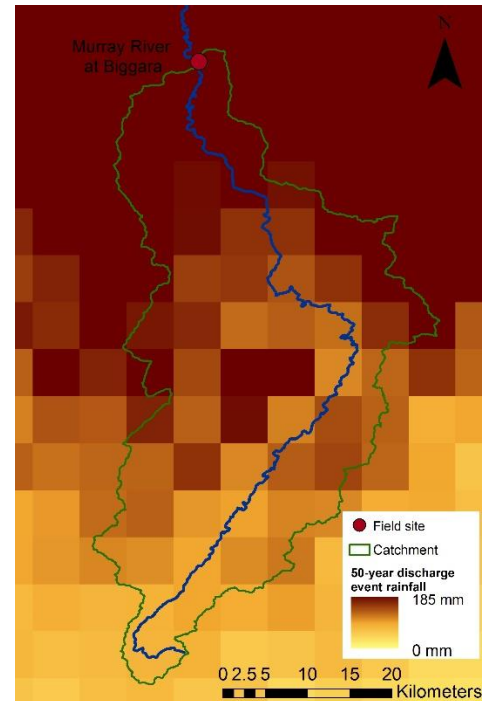 Murray River
at Biggara
N
Field site
Catchment
50-year discharge
event rainfall
185 mm
0 mm
0 2.5 5 10 15 20
Kilometers